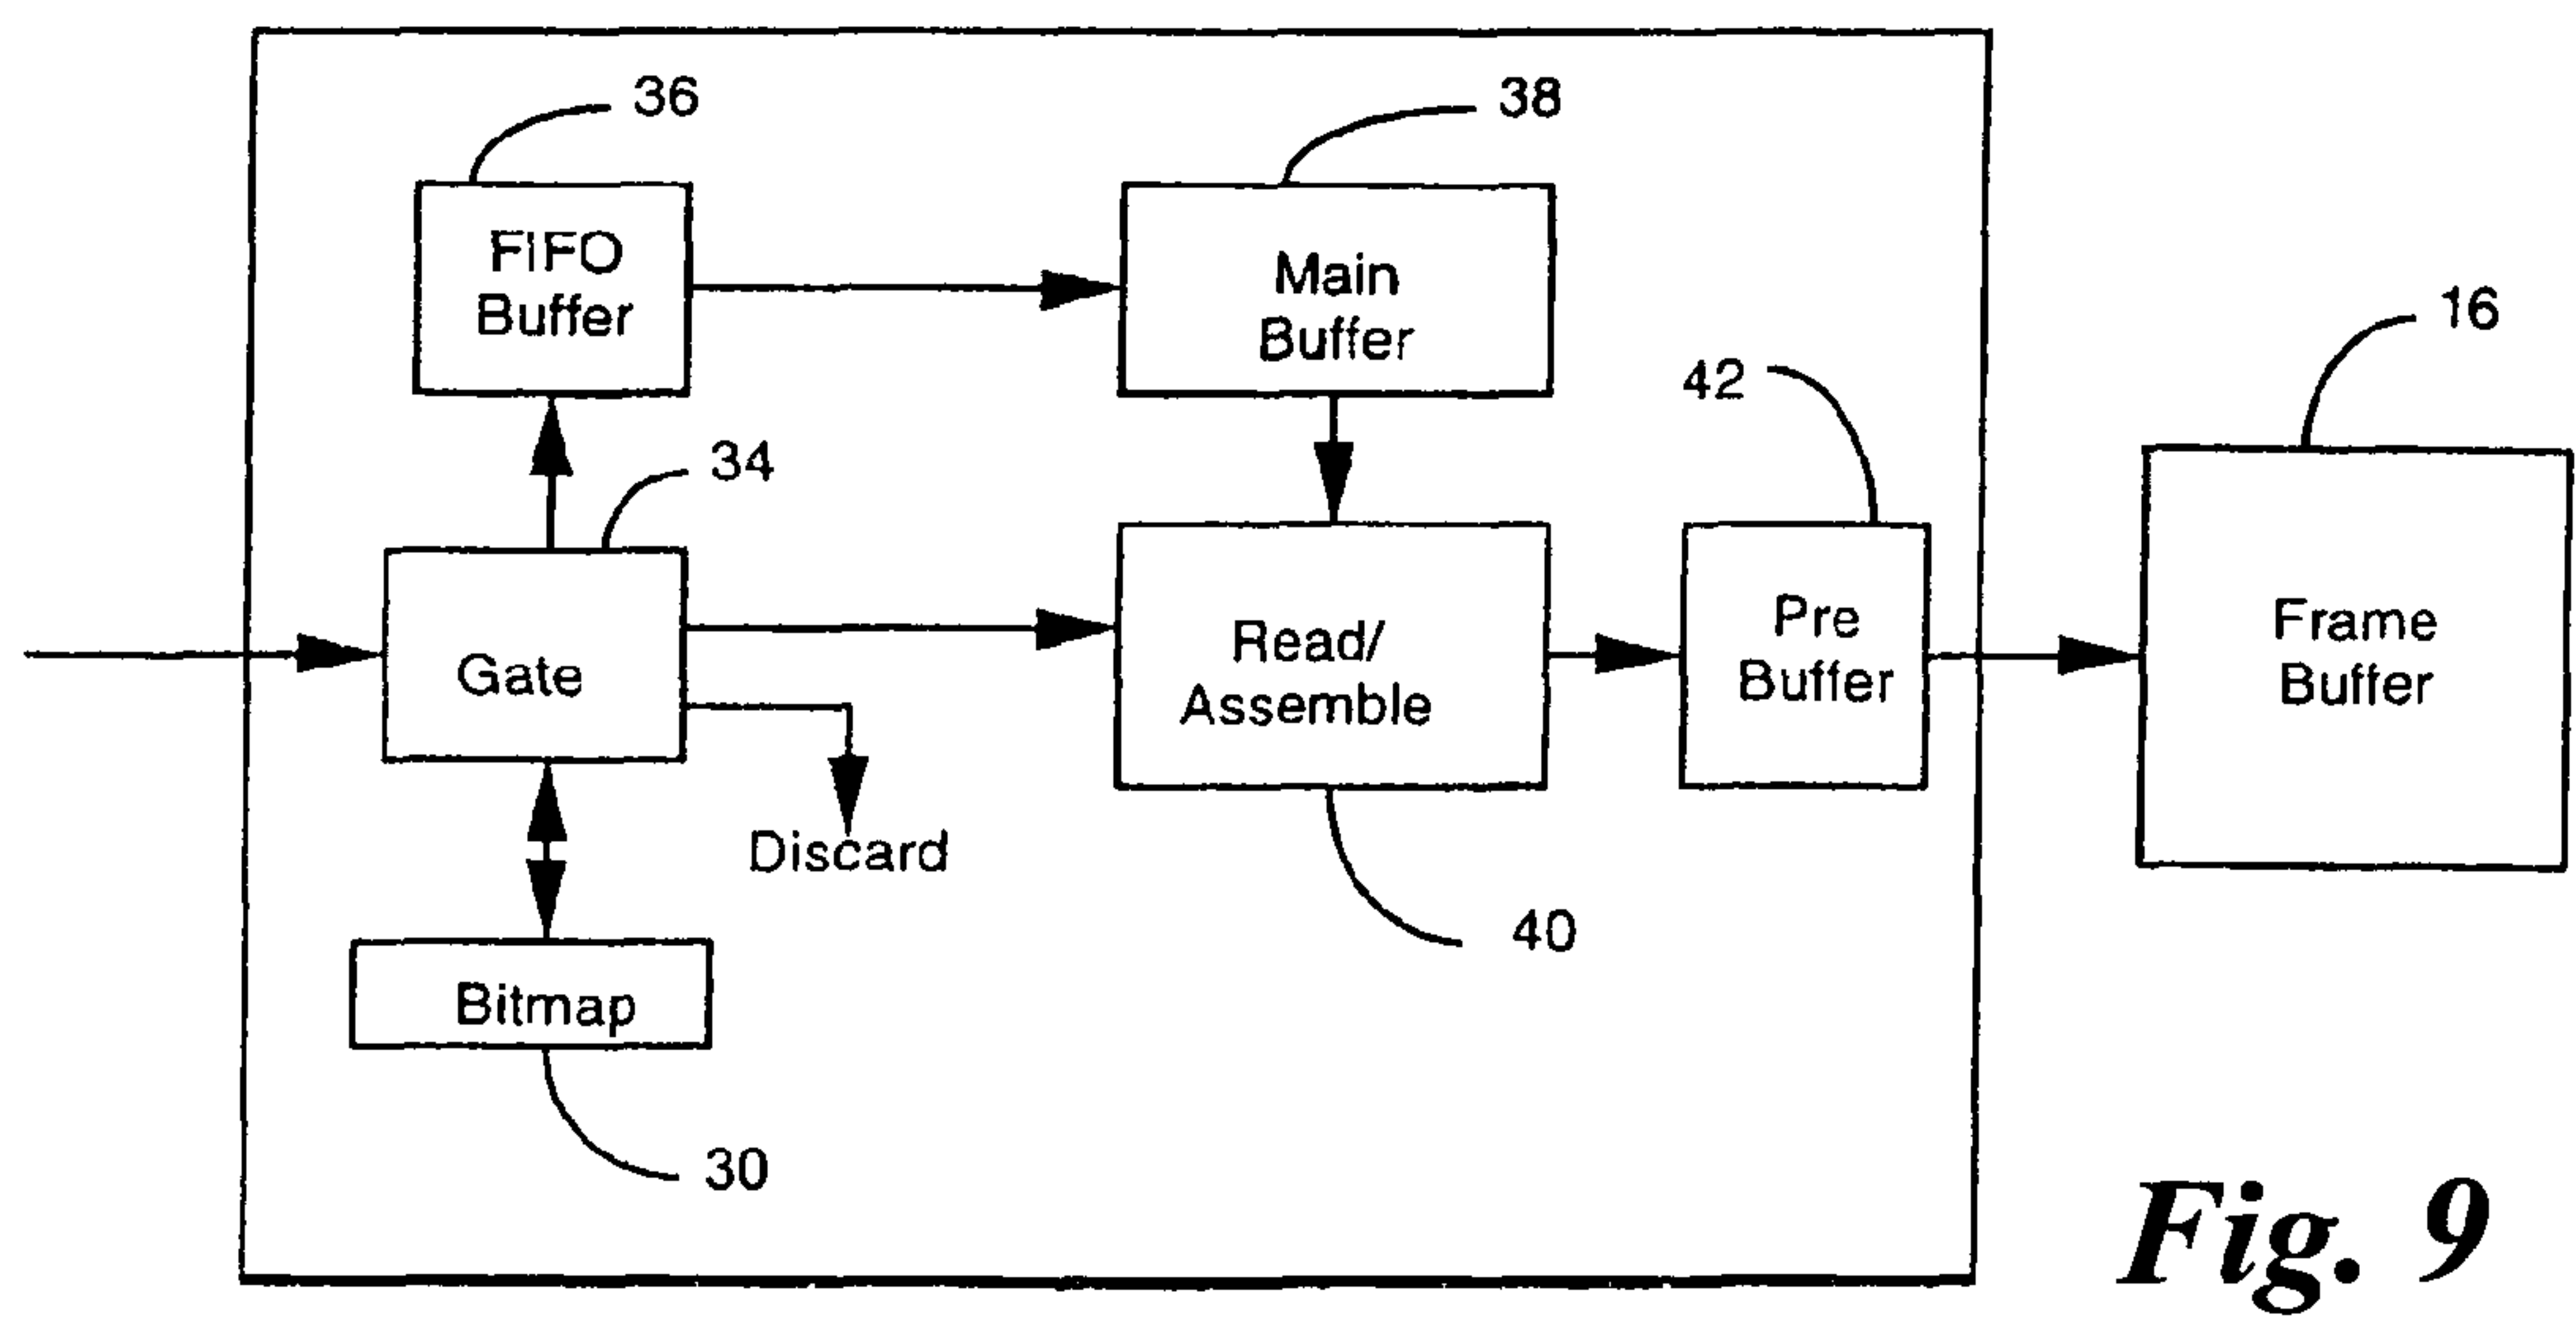 36
38
FIFO
Buffer
Main
Buffer
16
42
34
Gate
Read/
Assemble
Pre
Buffer
Frame
Buffer
Discard
40
Bitmap
30
Fig. 9